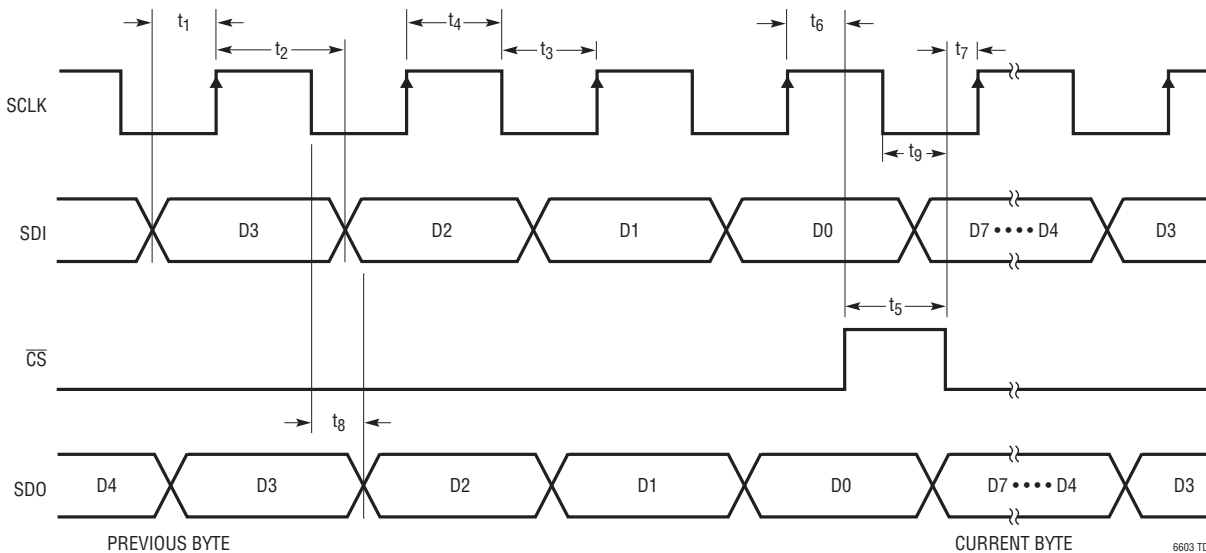 t1 t4 t6
t2 t3 t7
SCLK
t9
SDI D3 D2 D1 D0 D7 •••• D4 D3
t5
CS
t8
SDO D4 D3 D2 D1 D0 D7 •••• D4 D3
PREVIOUS BYTE CURRENT BYTE